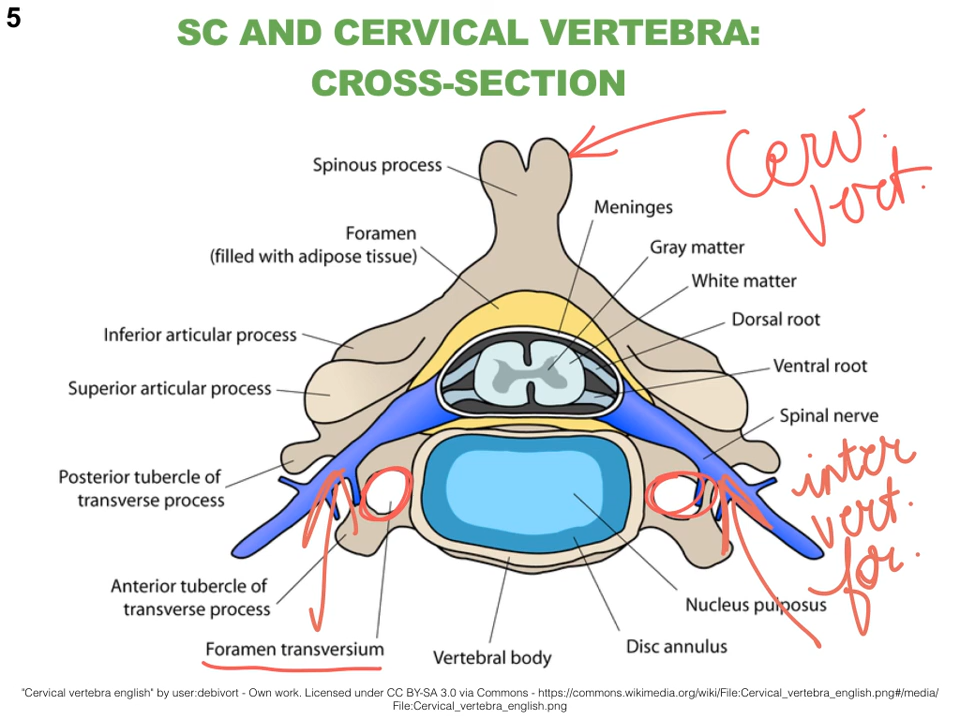 5
SC AND CERVICAL VERTEBRA:
CROSS-SECTION
Cerv.
vert.
Spinous process
Meninges
Foramen
(filled with adipose tissue)
Gray matter
White matter
Dorsal root
Inferior articular process
Ventral root
Superior articular process
Spinal nerve
inter
vert.
for.
Posterior tubercle of
transverse process
Anterior tubercle of
transverse process
Nucleus pulposus
Foramen transversium
Vertebral body
Disc annulus
"Cervical vertebra english" by user:debivort - Own work. Licensed under CC BY-SA 3.0 via Commons - https://commons.wikimedia.org/wiki/File:Cervical_vertebra_english.png#/media/
File:Cervical_vertebra_english.png